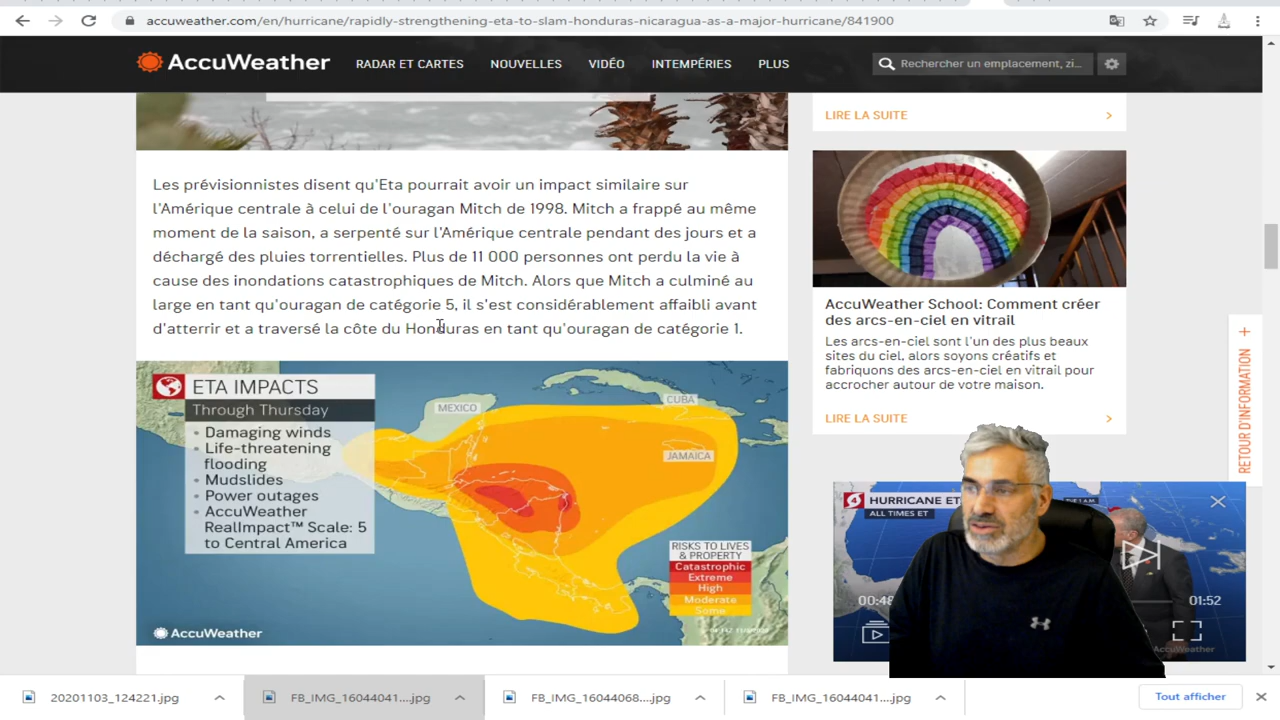 accuweather.com/en/hurricane/rapidly-strengthening-eta-to-slam-honduras-nicaragua-as-a-major-hurricane/841900
AccuWeather
RADAR ET CARTES
NOUVELLES
VIDÉO
INTEMPÉRIES
PLUS
Rechercher un emplacement, zi...
Les prévisionnistes disent qu'Eta pourrait avoir un impact similaire sur
l'Amérique centrale à celui de l'ouragan Mitch de 1998. Mitch a frappé au même
moment de la saison, a serpenté sur l'Amérique centrale pendant des jours et a
déchargé des pluies torrentielles. Plus de 11 000 personnes ont perdu la vie à
cause des inondations catastrophiques de Mitch. Alors que Mitch a culminé au
large en tant qu'ouragan de catégorie 5, il s'est considérablement affaibli avant
d'atterrir et a traversé la côte du Honduras en tant qu'ouragan de catégorie 1.
ETA IMPACTS
Through Thursday
• Damaging winds
• Life-threatening
flooding
• Mudslides
• Power outages
• AccuWeather
RealImpact™ Scale: 5
to Central America
MEXICO
CUBA
JAMAICA
RISKS TO LIVES
& PROPERTY
Catastrophic
Extreme
High
Moderate
Some
AccuWeather
LIRE LA SUITE
AccuWeather School: Comment créer
des arcs-en-ciel en vitrail
Les arcs-en-ciel sont l'un des plus beaux
sites du ciel, alors soyons créatifs et
fabriquons des arcs-en-ciel en vitrail pour
accrocher autour de votre maison.
LIRE LA SUITE
RETOUR D'INFORMATION +
4 HURRICANE ET
ALL TIMES ET
00:48
01:52
AccuWeather
20201103_124221.jpg
FB_IMG_16044041....jpg
FB_IMG_16044068....jpg
FB_IMG_16044041....jpg
Tout afficher